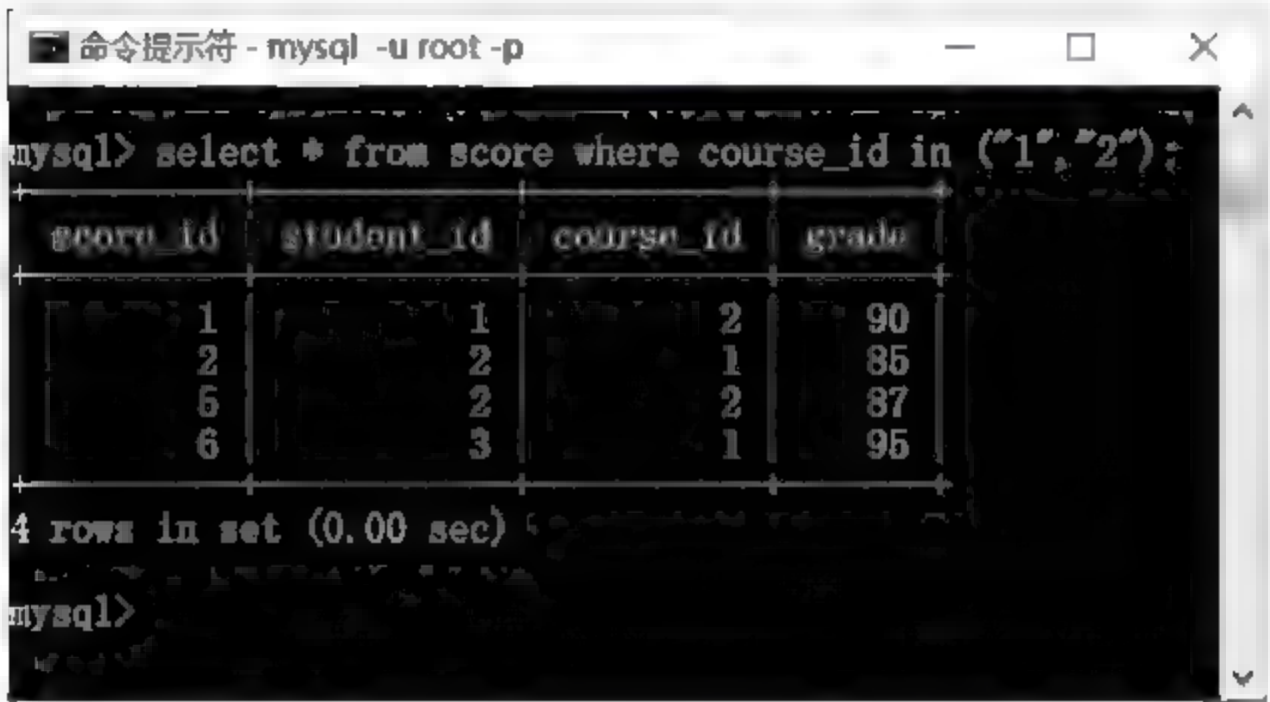 命令提示符 - mysql -u root -p
mysql> select * from score where course_id in ("1","2");
score_id student_id course_id grade
1 1 2 90
2 2 1 85
5 2 2 87
6 3 1 95
4 rows in set (0.00 sec)
mysql>